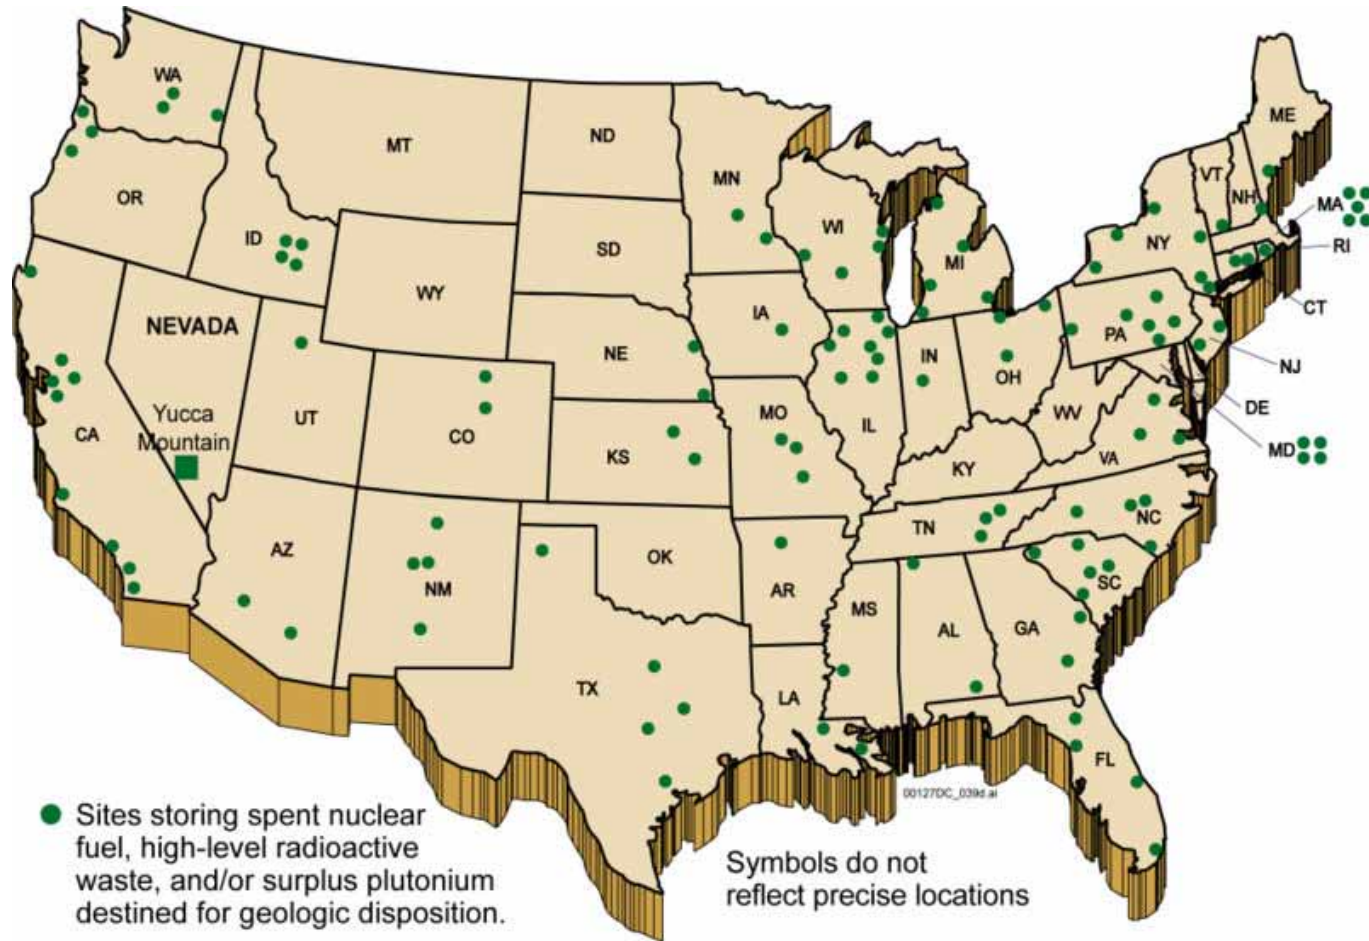 WA
MT
ND
MN
ME
VT
NH
MA
OR
ID
SD
WI
MI
NY
RI
WY
CT
NEVADA
IA
NE
PA
IN
OH
NJ
Yucca
Mountain
UT
CO
CA
KS
MO
IL
WV
DE
MD
VA
KY
AZ
NM
OK
TN
NC
AR
SC
MS
AL
GA
TX
LA
FL
00127DC_039d.ai
Sites storing spent nuclear
fuel, high-level radioactive
waste, and/or surplus plutonium
destined for geologic disposition.
Symbols do not
reflect precise locations